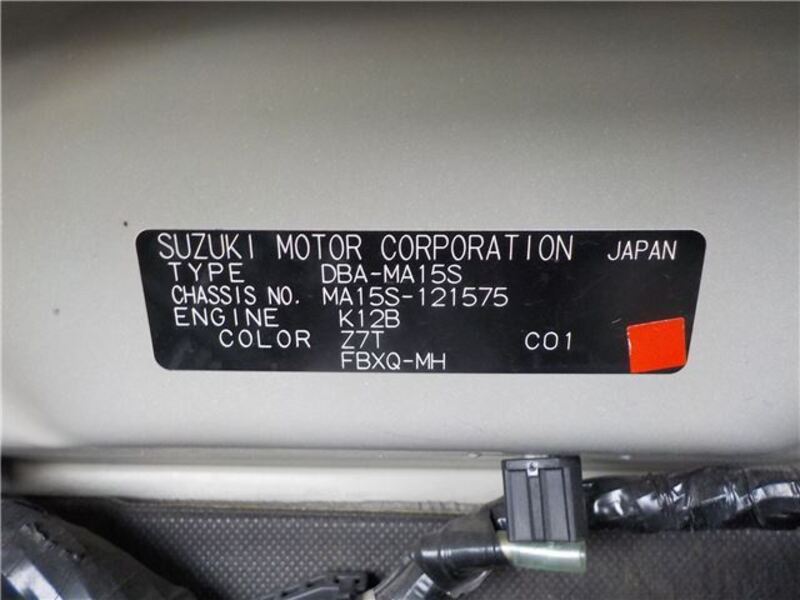 SUZUKI MOTOR CORPORATION JAPAN
TYPE DBA-MA15S
CHASSIS NO. MA15S-121575
ENGINE K12B
COLOR Z7T C01
FBXQ-MH